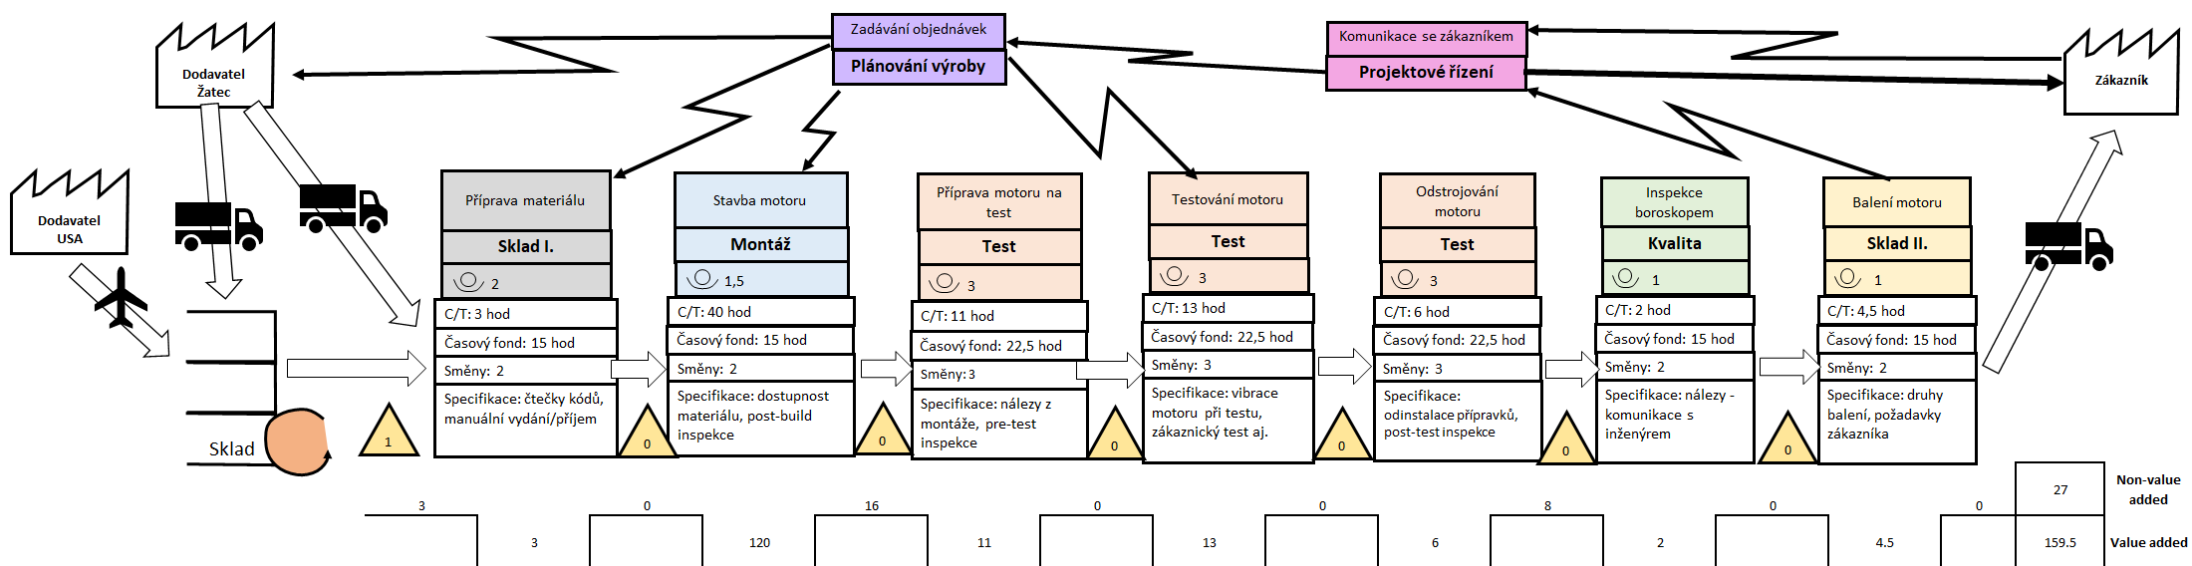 Zadávání objednávek
Plánování výroby
Komunikace se zákazníkem
Projektové řízení
Dodavatel
Žatec
Zákazník
Dodavatel
USA
Sklad
Příprava materiálu
Sklad I.
2
C/T: 3 hod
Časový fond: 15 hod
Směny: 2
Specifikace: čtečky kódů,
manuální vydání/příjem
Stavba motoru
Montáž
1,5
C/T: 40 hod
Časový fond: 15 hod
Směny: 2
Specifikace: dostupnost
materiálu, post-build
inspekce
Příprava motoru na
test
Test
3
C/T: 11 hod
Časový fond: 22,5 hod
Směny: 3
Specifikace: nálezy z
montáže, pre-test
inspekce
Testování motoru
Test
3
C/T: 13 hod
Časový fond: 22,5 hod
Směny: 3
Specifikace: vibrace
motoru při testu,
zákaznický test aj.
Odstrojování
motoru
Test
3
C/T: 6 hod
Časový fond: 22,5 hod
Směny: 3
Specifikace:
odinstalace přípravků,
post-test inspekce
Inspekce
boroskopem
Kvalita
1
C/T: 2 hod
Časový fond: 15 hod
Směny: 2
Specifikace: nálezy -
komunikace s
inženýrem
Balení motoru
Sklad II.
1
C/T: 4,5 hod
Časový fond: 15 hod
Směny: 2
Specifikace: druhy
balení, požadavky
zákazníka
1
0
0
0
0
0
0
3
0
16
0
0
8
0
0
27
Non-value
added
3
120
11
13
6
2
4.5
159.5
Value added